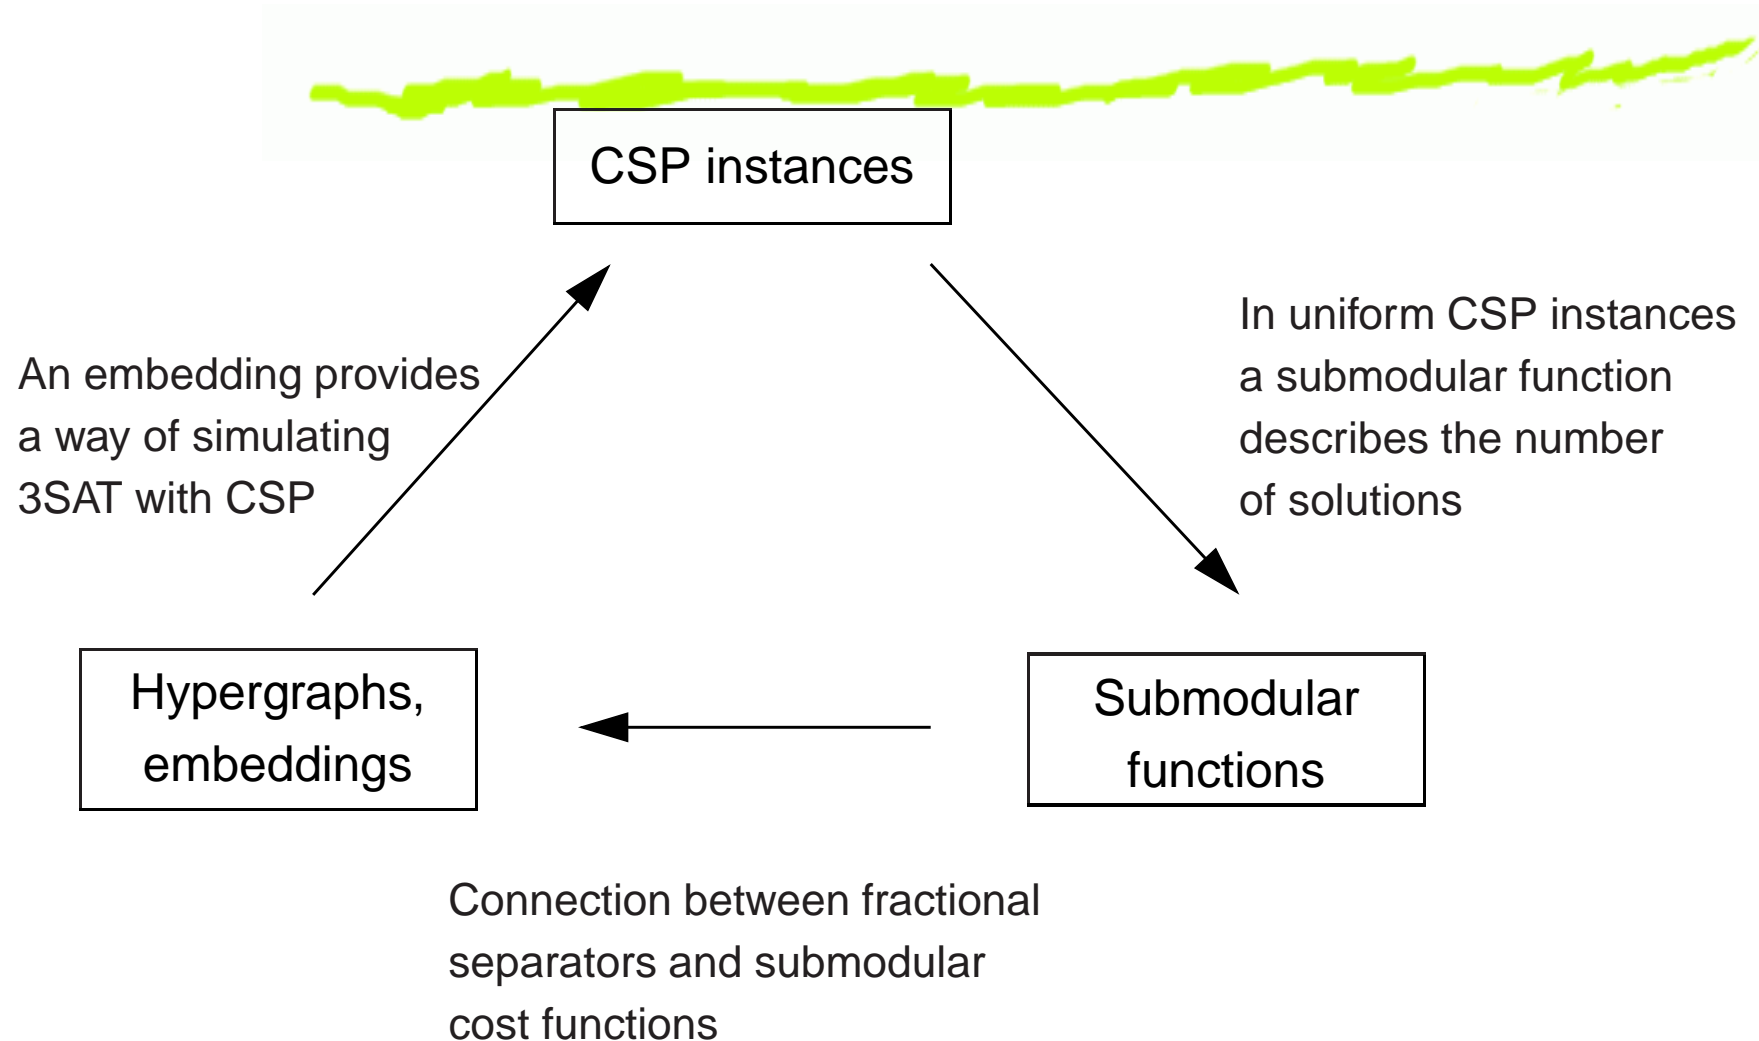 CSP instances
In uniform CSP instances
a submodular function
describes the number
of solutions
An embedding provides
a way of simulating
3SAT with CSP
Hypergraphs,
embeddings
Submodular
functions
Connection between fractional
separators and submodular
cost functions